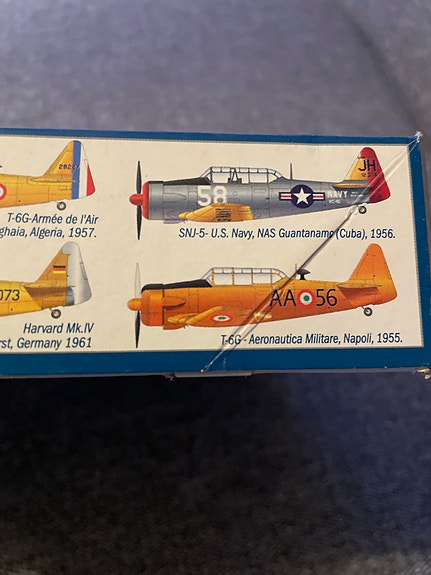 JH
58
NAVY
T-6G-Armée de l'Air
ghaia, Algeria, 1957.
SNJ-5- U.S. Navy, NAS Guantanamo (Cuba), 1956.
073
AA 56
Harvard Mk.IV
rst, Germany 1961
T-6G - Aeronautica Militare, Napoli, 1955.